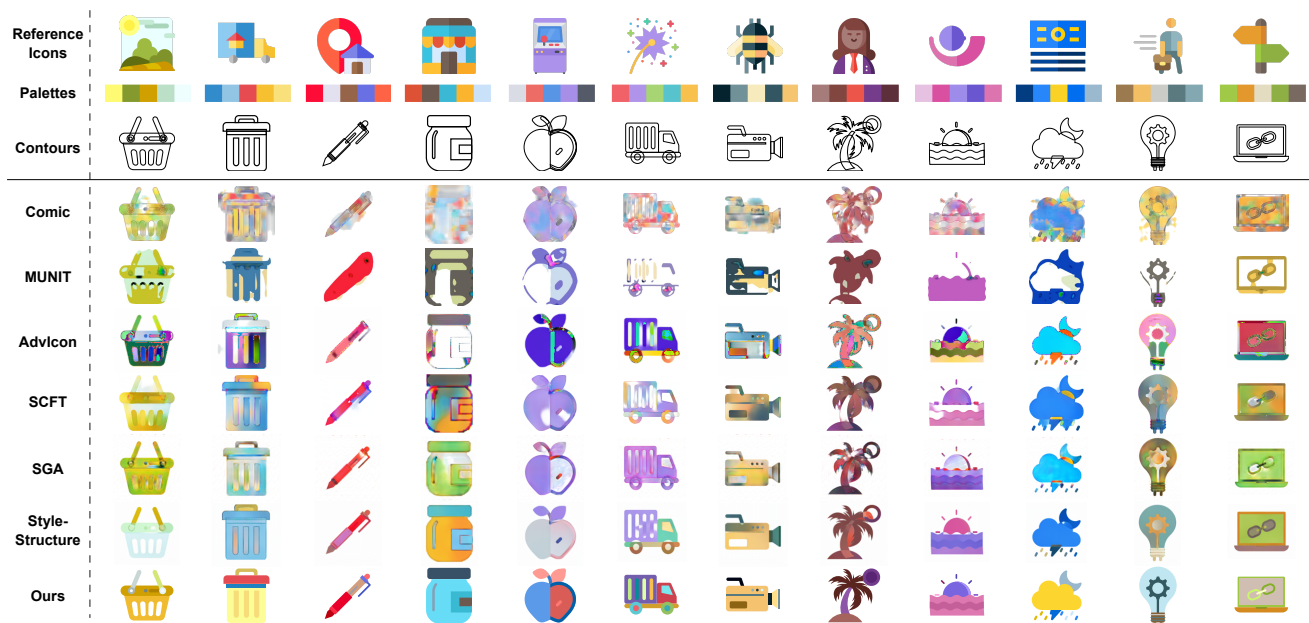 Reference
Icons
Palettes
Contours
Comic
MUNIT
AdvIcon
SCFT
SGA
Style-
Structure
Ours